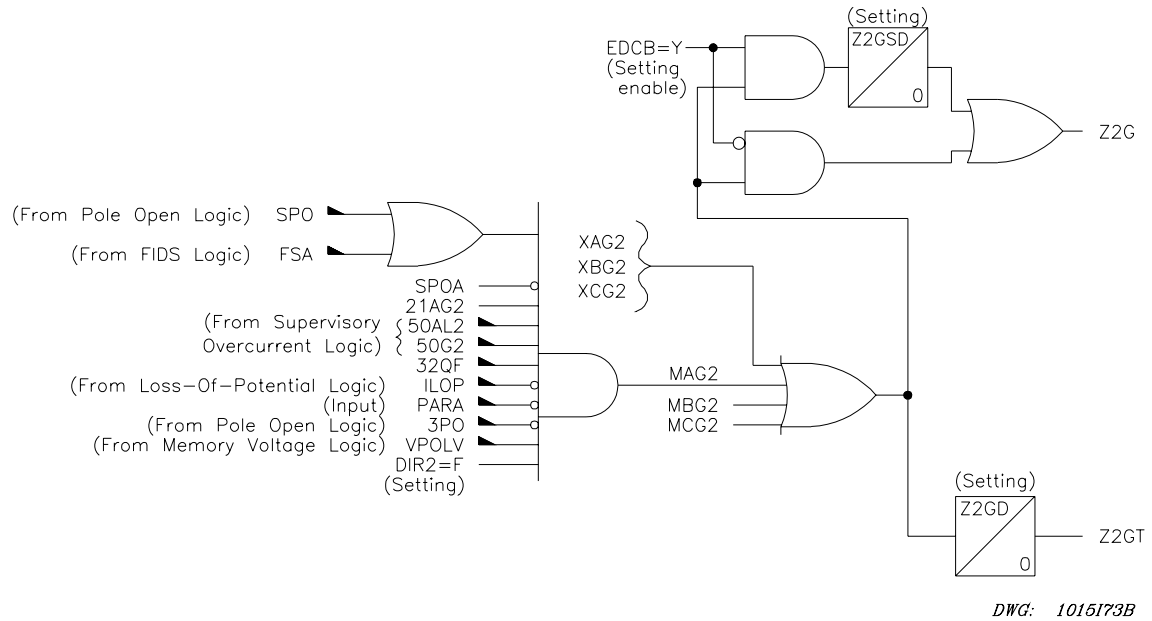 (Setting)
Z2GSD
0
EDCB=Y
(Setting
enable)
Z2G
(From Pole Open Logic) SPO
(From FIDS Logic) FSA
XAG2
XBG2
XCG2
SPOA
21AG2
(From Supervisory
Overcurrent Logic)
50AL2
50G2
32QF
(From Loss-Of-Potential Logic) ILOP
(Input) PARA
(From Pole Open Logic) 3PO
(From Memory Voltage Logic) VPOLV
DIR2=F
(Setting)
MAG2
MBG2
MCG2
(Setting)
Z2GD
0
Z2GT
DWG: 1015I73B